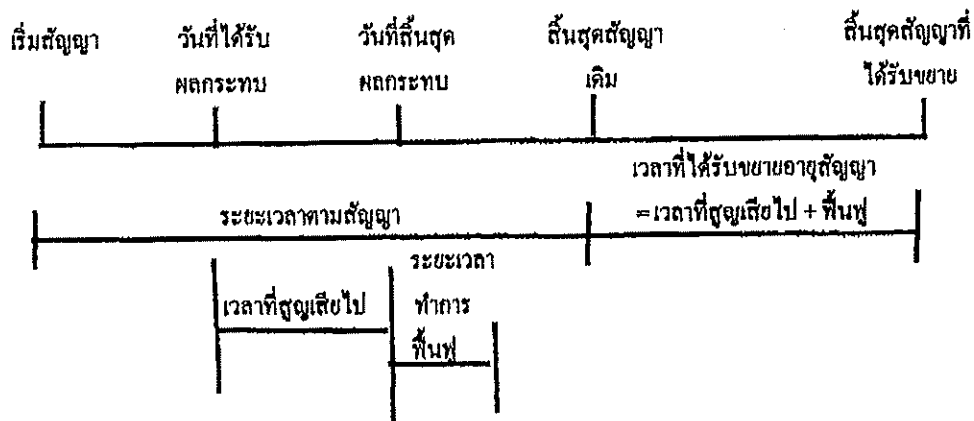 เริ่มสัญญา
วันที่ได้รับ
ผลกระทบ
วันที่สิ้นสุด
ผลกระทบ
สิ้นสุดสัญญา
เดิม
สิ้นสุดสัญญาที่
ได้รับขยาย
เวลาที่ได้รับขยายอายุสัญญา
=เวลาที่สูญเสียไป + ฟื้นฟู
ระยะเวลาตามสัญญา
เวลาที่สูญเสียไป
ระยะเวลา
ทำการ
ฟื้นฟู